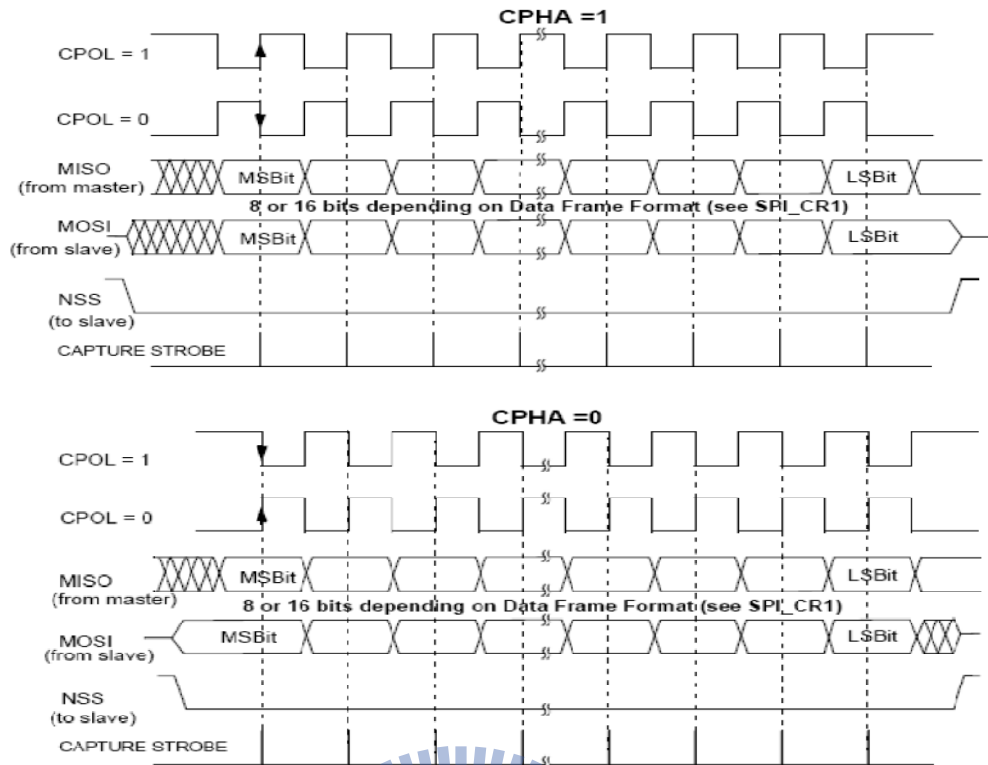 CPHA =1
CPOL = 1
CPOL = 0
MISO
(from master)
MSBit
LSBit
8 or 16 bits depending on Data Frame Format (see SPI_CR1)
MOSI
(from slave)
MSBit
LSBit
NSS
(to slave)
CAPTURE STROBE
CPHA =0
CPOL = 1
CPOL = 0
MISO
(from master)
MSBit
LSBit
8 or 16 bits depending on Data Frame Format (see SPI_CR1)
MOSI
(from slave)
MSBit
LSBit
NSS
(to slave)
CAPTURE STROBE